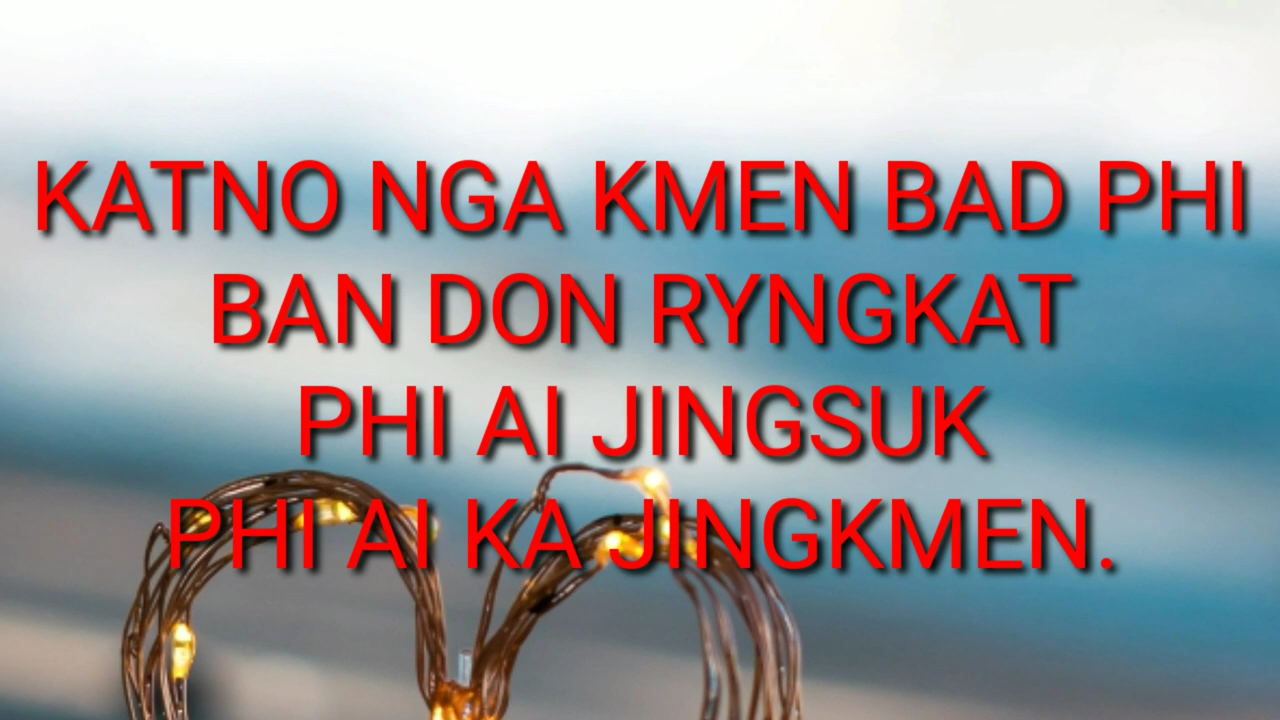 KATNO NGA KMEN BAD PHI
BAN DON RYNGKAT
PHI AI JINGSUK
PHI AI KA JINGKMEN.